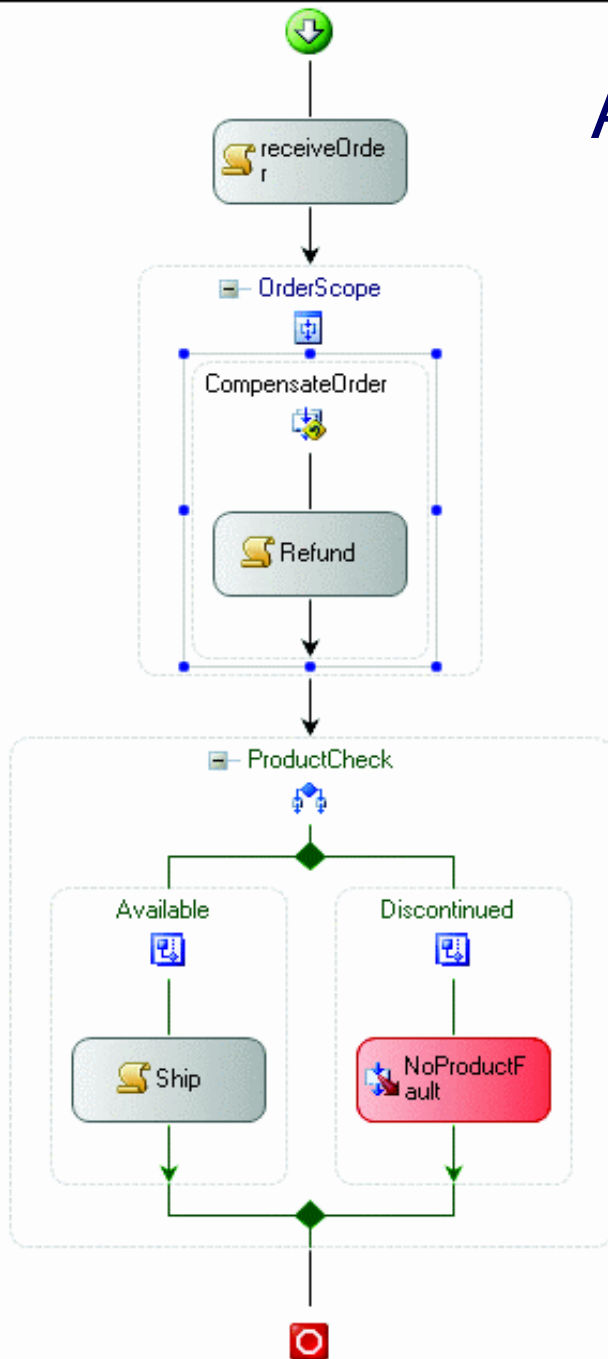 A
receiveOrde
r
OrderScope
CompensateOrder
Refund
ProductCheck
Available
Discontinued
Ship
NoProductF
ault